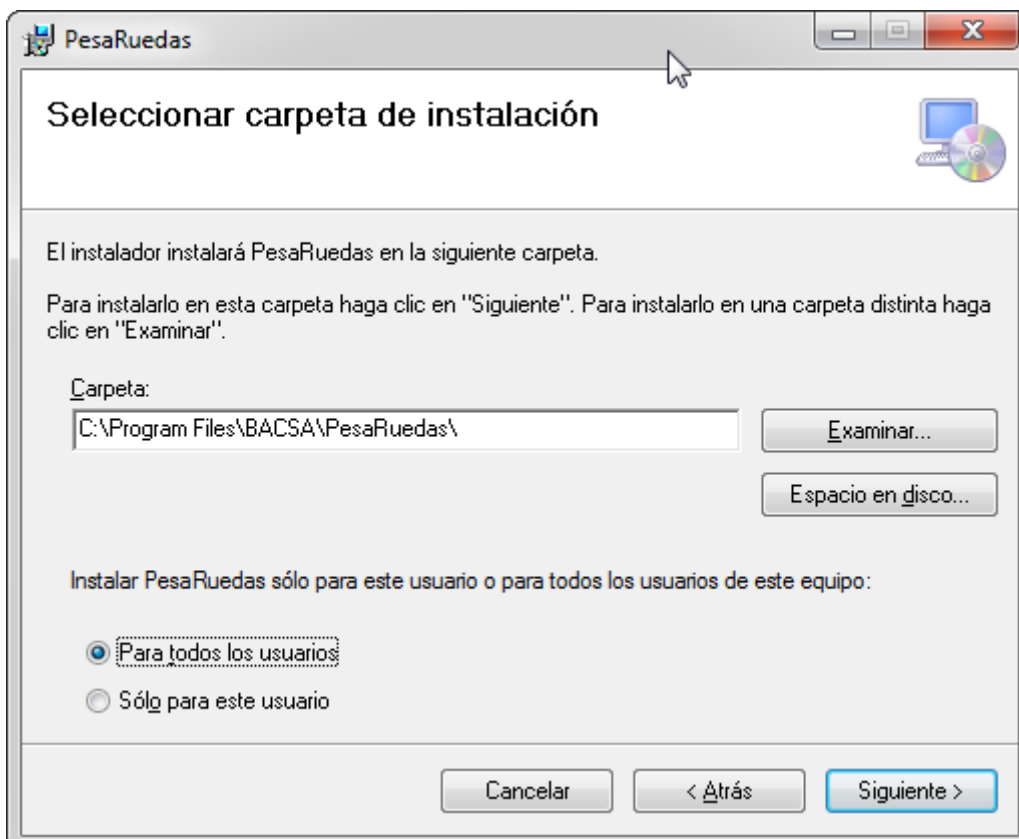 PesaRuedas
Seleccionar carpeta de instalación
El instalador instalará PesaRuedas en la siguiente carpeta.
Para instalarlo en esta carpeta haga clic en "Siguiente". Para instalarlo en una carpeta distinta haga
clic en "Examinar".
Carpeta:
C:\Program Files\BACSA\PesaRuedas\
Examinar...
Espacio en disco...
Instalar PesaRuedas sólo para este usuario o para todos los usuarios de este equipo:
Para todos los usuarios
Sólo para este usuario
Cancelar
< Atrás
Siguiente >